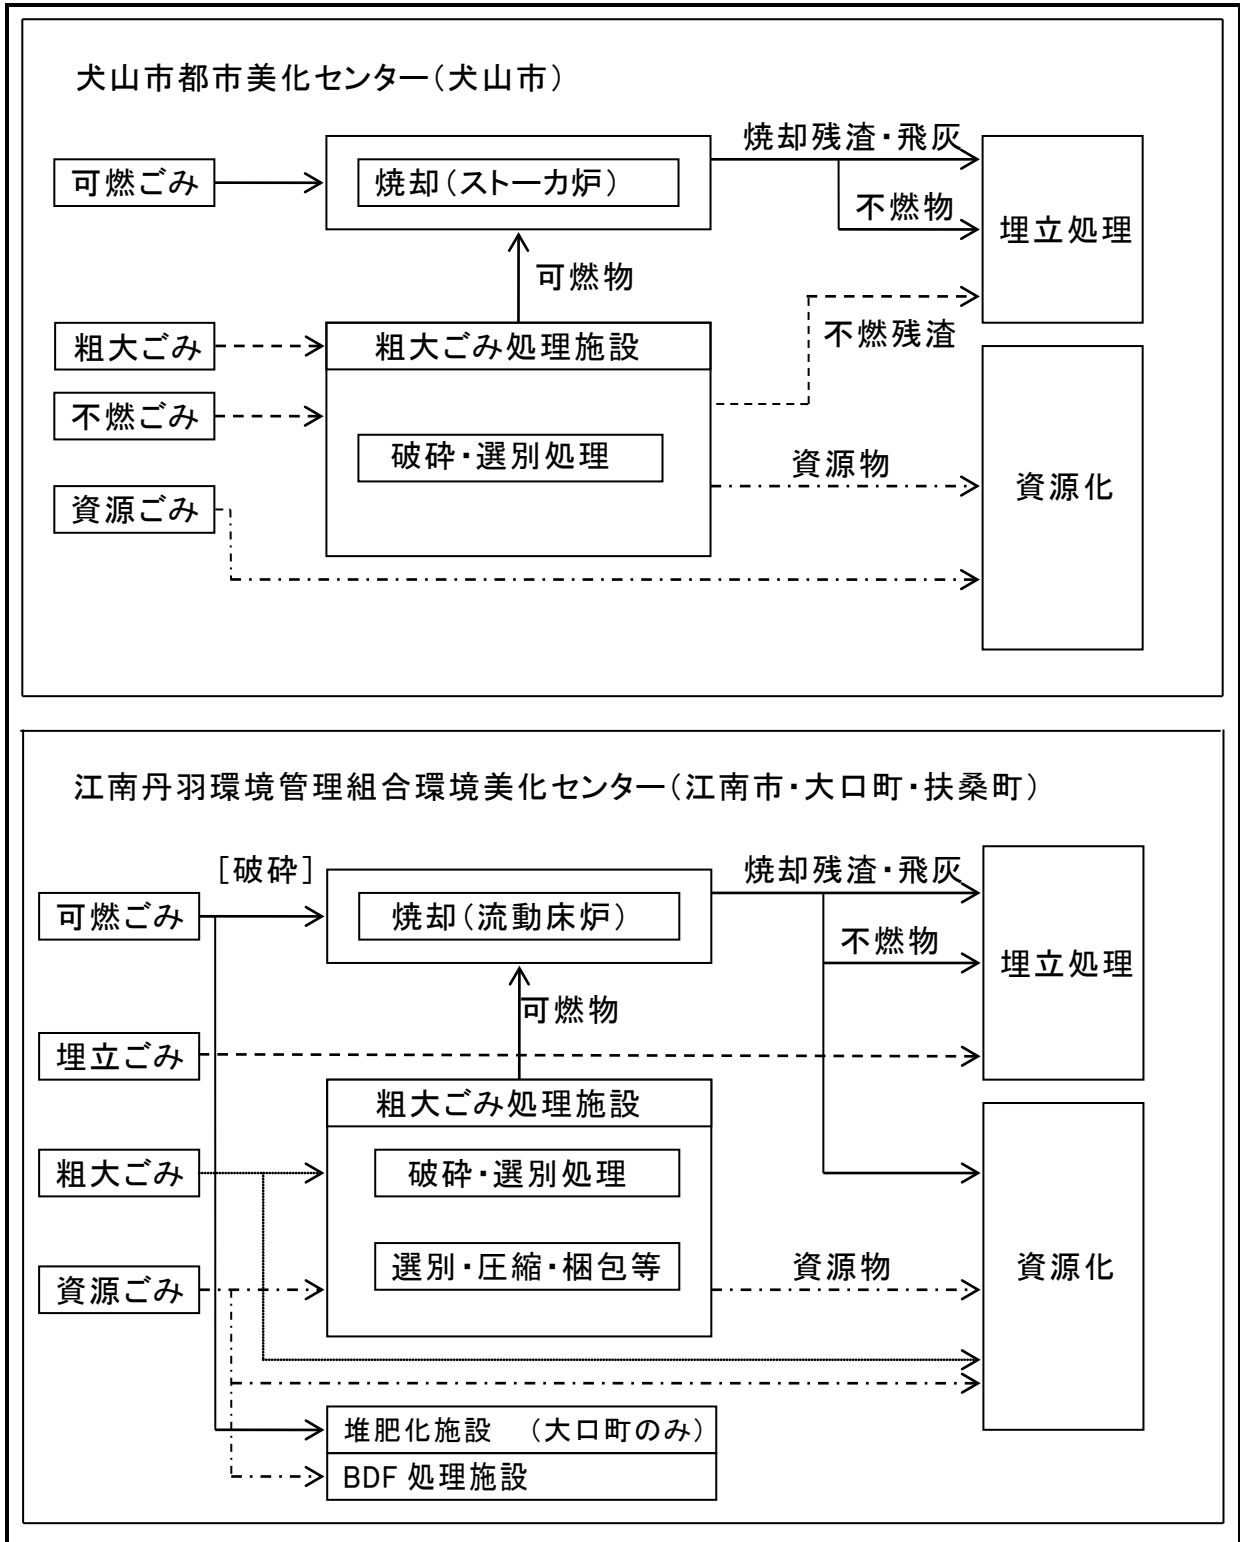 犬山市都市美化センター(犬山市)
焼却残渣・飛灰
可燃ごみ
焼却(ストーカ炉)
不燃物
埋立処理
可燃物
粗大ごみ
粗大ごみ処理施設
不燃残渣
不燃ごみ
破砕・選別処理
資源物
資源ごみ
資源化
江南丹羽環境管理組合環境美化センター(江南市・大口町・扶桑町)
[破砕]
焼却残渣・飛灰
可燃ごみ
焼却(流動床炉)
不燃物
埋立処理
可燃物
埋立ごみ
粗大ごみ処理施設
粗大ごみ
破砕・選別処理
選別・圧縮・梱包等
資源物
資源ごみ
資源化
堆肥化施設 (大口町のみ)
BDF 処理施設